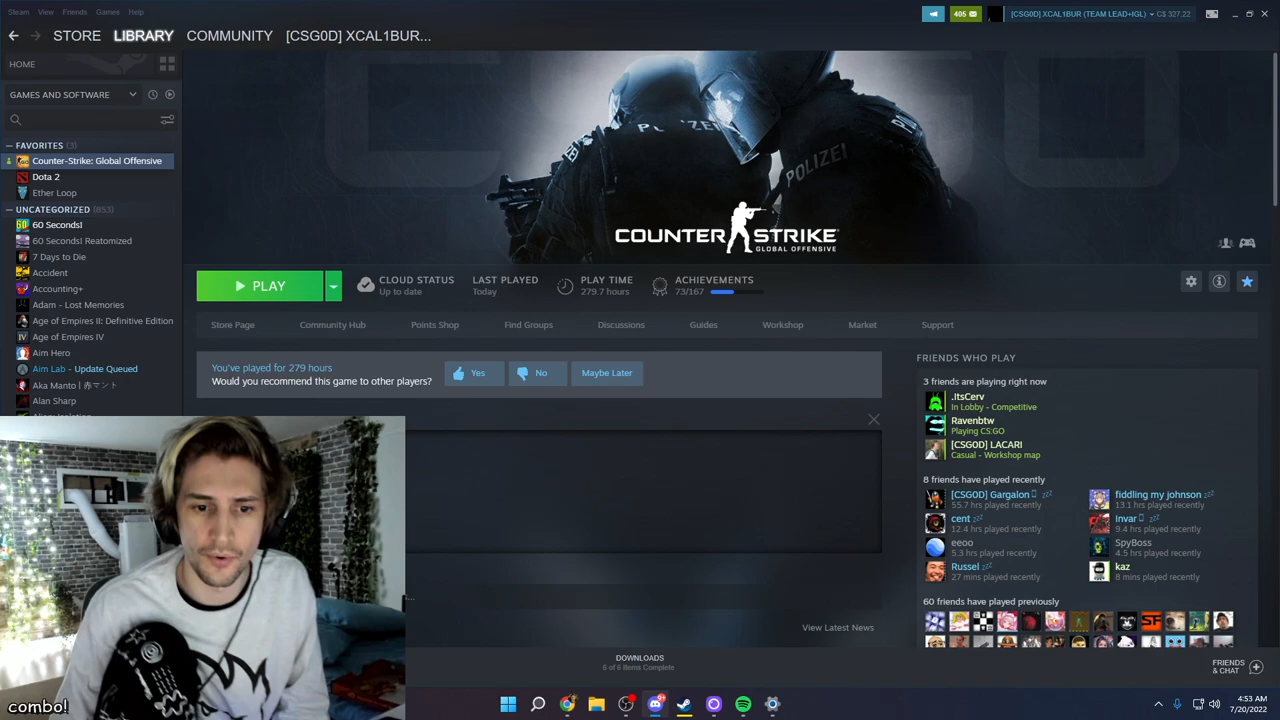 Steam View Friends Games Help
405 [CSG0D] XCAL1BUR (TEAM LEAD+IGL) C$ 327.22
STORE LIBRARY COMMUNITY [CSG0D] XCAL1BUR...
HOME
GAMES AND SOFTWARE
FAVORITES (3)
Counter-Strike: Global Offensive
Dota 2
Ether Loop
UNCATEGORIZED (853)
60 Seconds!
60 Seconds! Reatomized
7 Days to Die
Accident
Accounting+
Adam - Lost Memories
Age of Empires II: Definitive Edition
Age of Empires IV
Aim Hero
Aim Lab - Update Queued
Aka Manto | 赤マント
Alan Sharp
POLIZEI
POLIZEI
COUNTER STRIKE
GLOBAL OFFENSIVE
PLAY
CLOUD STATUS
Up to date
LAST PLAYED
Today
PLAY TIME
279.7 hours
ACHIEVEMENTS
73/167
Store Page Community Hub Points Shop Find Groups Discussions Guides Workshop Market Support
You've played for 279 hours
Would you recommend this game to other players?
Yes No Maybe Later
View Latest News
FRIENDS WHO PLAY
3 friends are playing right now
.ItsCerv
In Lobby - Competitive
Ravenbtw
Playing CS:GO
[CSG0D] LACARI
Casual - Workshop map
8 friends have played recently
[CSG0D] Gargalon
55.7 hrs played recently
fiddling my johnson
13.1 hrs played recently
cent
12.4 hrs played recently
Invar
9.4 hrs played recently
eeoo
5.3 hrs played recently
SpyBoss
4.5 hrs played recently
Russel
27 mins played recently
kaz
8 mins played recently
60 friends have played previously
SF
DOWNLOADS
6 of 6 Items Complete
FRIENDS
& CHAT
combo!
9+
4:53 AM
7/20/2022